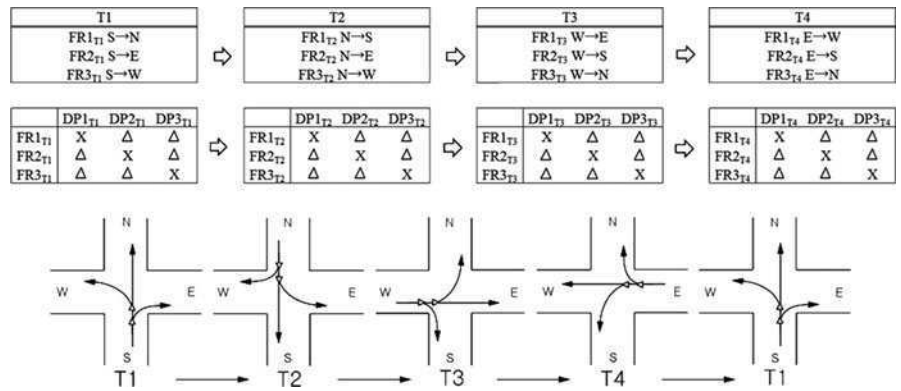 T1
FR1T1 S→N
FR2T1 S→E
FR3T1 S→W
T2
FR1T2 N→S
FR2T2 N→E
FR3T2 N→W
T3
FR1T3 W→E
FR2T3 W→S
FR3T3 W→N
T4
FR1T4 E→W
FR2T4 E→S
FR3T4 E→N
DP1T1 DP2T1 DP3T1
FR1T1 X Δ Δ
FR2T1 Δ X Δ
FR3T1 Δ Δ X
DP1T2 DP2T2 DP3T2
FR1T2 X Δ Δ
FR2T2 Δ X Δ
FR3T2 Δ Δ X
DP1T3 DP2T3 DP3T3
FR1T3 X Δ Δ
FR2T3 Δ X Δ
FR3T3 Δ Δ X
DP1T4 DP2T4 DP3T4
FR1T4 X Δ Δ
FR2T4 Δ X Δ
FR3T4 Δ Δ X
N
W E
S
T1
N
W E
S
T2
N
W E
S
T3
N
W E
S
T4
N
W E
S
T1